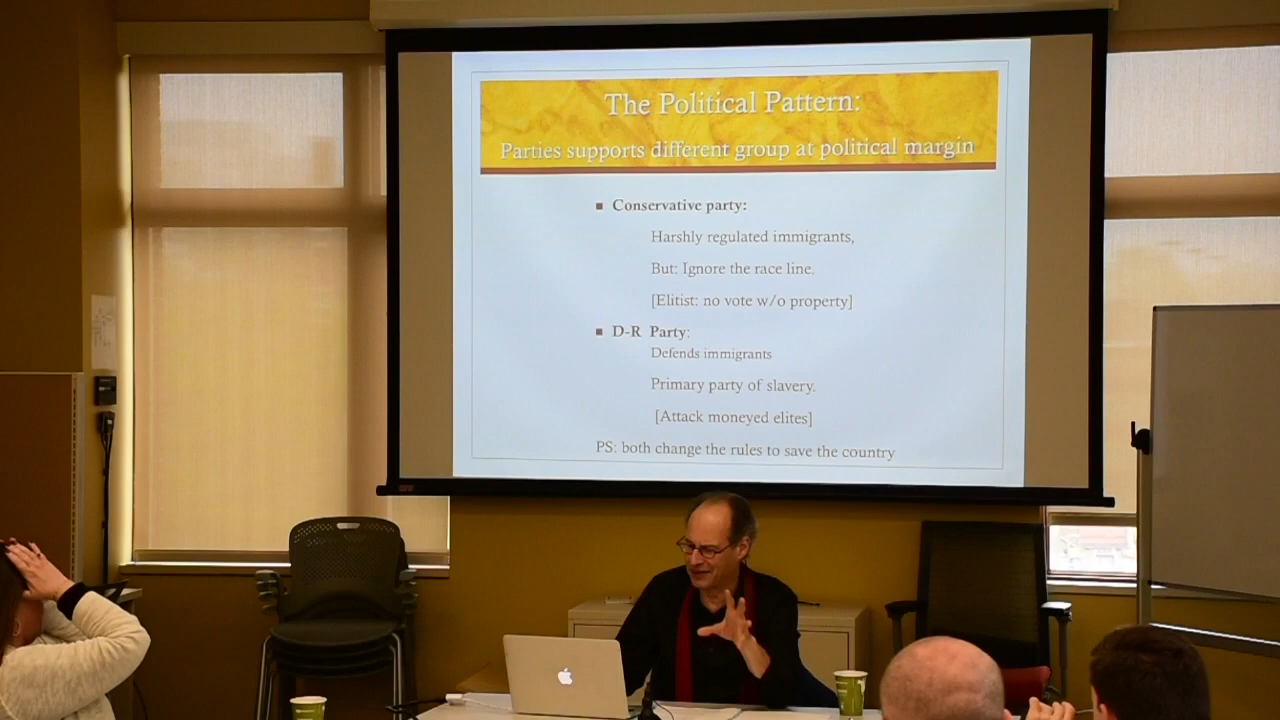 The Political Pattern:
Parties supports different group at political margin
■ Conservative party:
Harshly regulated immigrants,
But: Ignore the race line.
[Elitist: no vote w/o property]
■ D-R Party:
Defends immigrants
Primary party of slavery.
[Attack moneyed elites]
PS: both change the rules to save the country